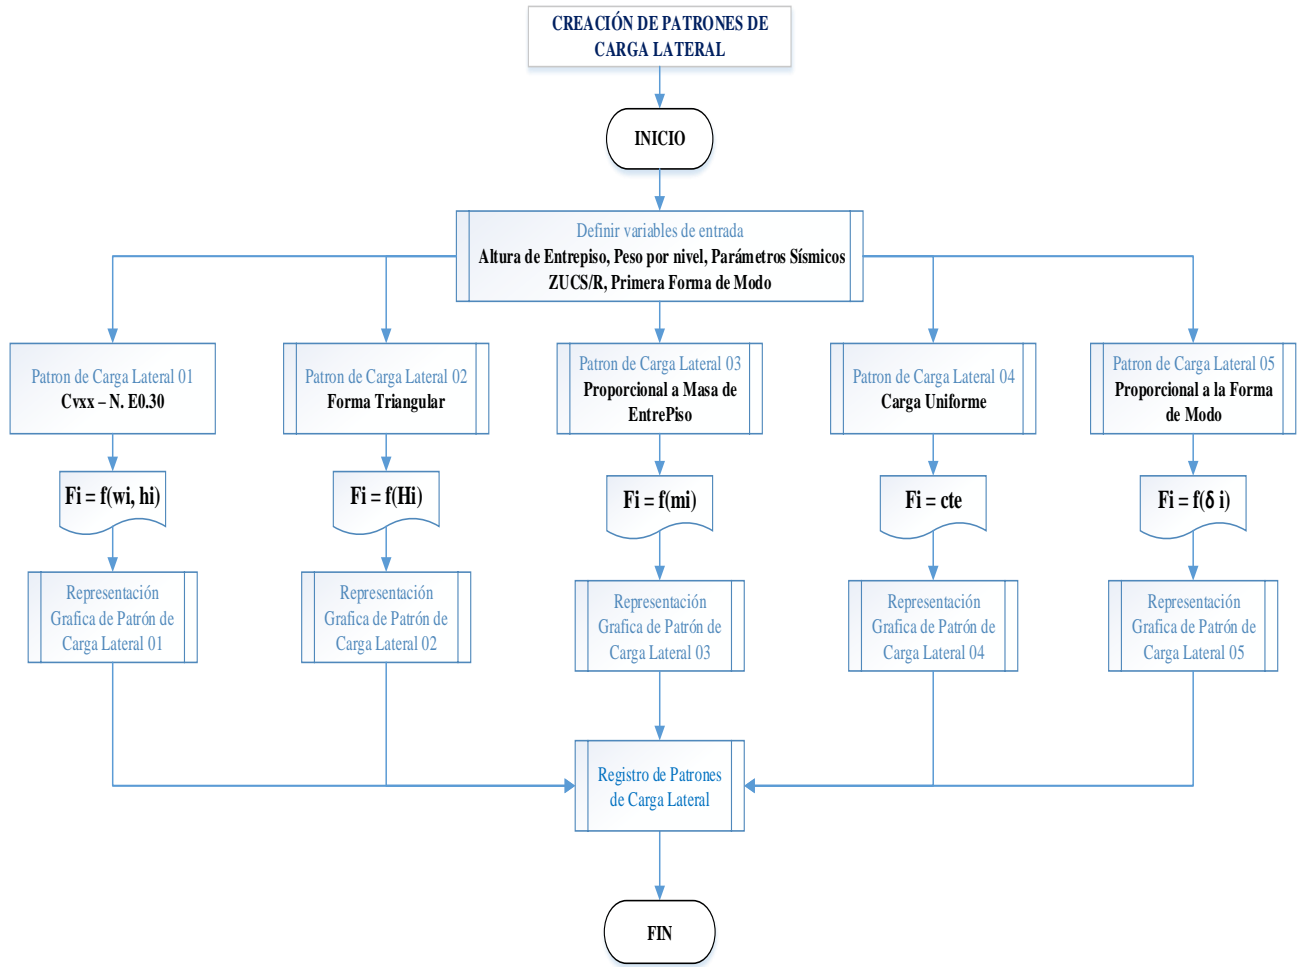 CREACIÓN DE PATRONES DE
CARGA LATERAL
INICIO
Definir variables de entrada
Altura de Entrepiso, Peso por nivel, Parámetros Sísmicos
ZUCS/R, Primera Forma de Modo
Patron de Carga Lateral 01
Cvxx – N. E0.30
Patron de Carga Lateral 02
Forma Triangular
Patron de Carga Lateral 03
Proporcional a Masa de
EntrePiso
Patron de Carga Lateral 04
Carga Uniforme
Patron de Carga Lateral 05
Proporcional a la Forma
de Modo
Fi = f(wi, hi)
Fi = f(Hi)
Fi = f(mi)
Fi = cte
Fi = f(δ i)
Representación
Grafica de Patrón de
Carga Lateral 01
Representación
Grafica de Patrón de
Carga Lateral 02
Representación
Grafica de Patrón de
Carga Lateral 03
Representación
Grafica de Patrón de
Carga Lateral 04
Representación
Grafica de Patrón de
Carga Lateral 05
Registro de Patrones
de Carga Lateral
FIN